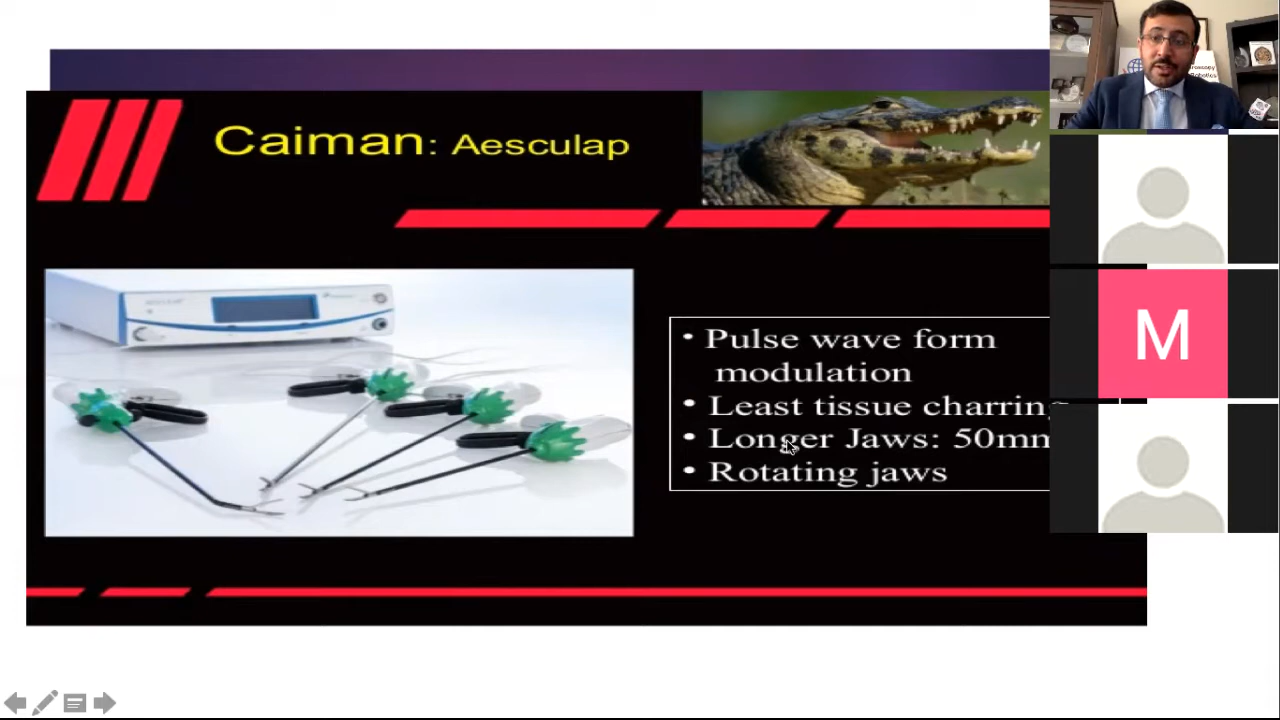 Caiman: Aesculap
• Pulse wave form
modulation
• Least tissue charring
• Longer Jaws: 50mm
• Rotating jaws
M